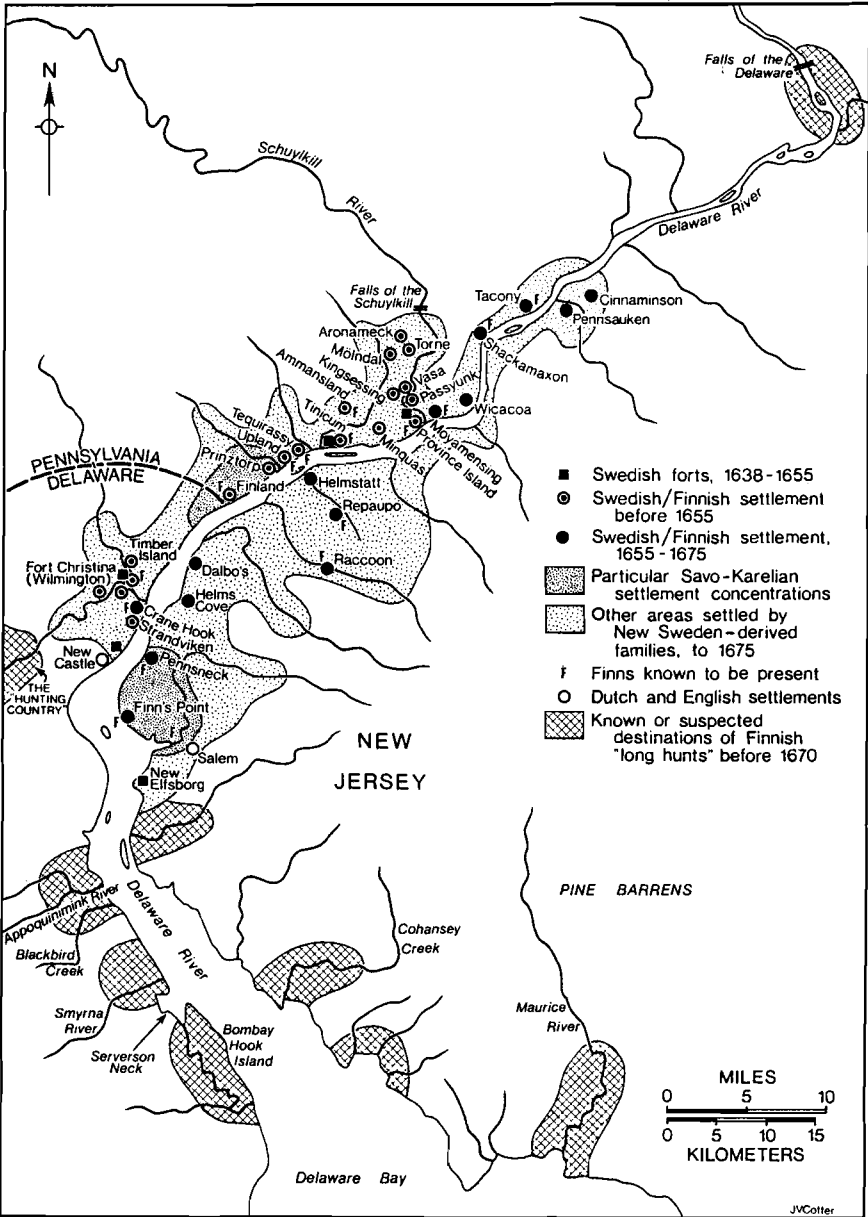 N
Falls of the
Delaware
Schuylkill
River
Delaware River
Falls of the
Schuylkill
Tacony
Cinnaminson
Pennsauken
Aronameck
Torne
Mölndal
Shackamaxon
Ammansland
Kingsessing
Vasa
Passyunk
Wicacoa
Tinicum
Moyamensing
Province Island
Minquas
Tequirassy
Upland
Prinztorp
PENNSYLVANIA
DELAWARE
Finland
Helmstatt
Repaupo
Raccoon
Timber
Island
Fort Christina
(Wilmington)
Dalbo's
Helms
Cove
Crane Hook
Strandviken
New
Castle
Pennsneck
THE
"HUNTING
COUNTRY"
Finn's Point
Salem
New
Elfsborg
NEW
JERSEY
Swedish forts, 1638-1655
Swedish/Finnish settlement
before 1655
Swedish/Finnish settlement,
1655-1675
Particular Savo-Karelian
settlement concentrations
Other areas settled by
New Sweden-derived
families, to 1675
F Finns known to be present
Dutch and English settlements
Known or suspected
destinations of Finnish
"long hunts" before 1670
Appoquinimink River
Delaware
River
Blackbird
Creek
Smyrna
River
Serverson
Neck
Bombay
Hook
Island
Cohansey
Creek
PINE BARRENS
Maurice
River
Delaware Bay
MILES
0 5 10
0 5 10 15
KILOMETERS
JVCotter